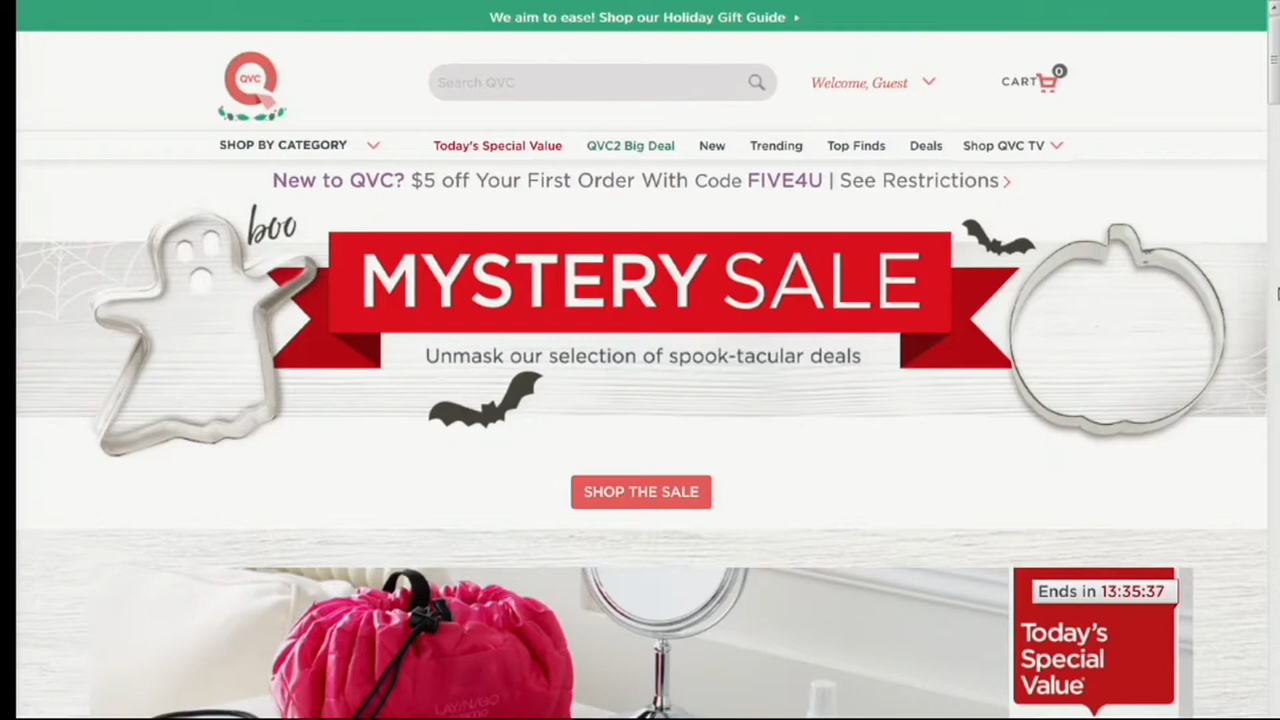 We aim to ease! Shop our Holiday Gift Guide
QVC
Search QVC
Welcome, Guest
CART 0
SHOP BY CATEGORY
Today's Special Value
QVC2 Big Deal
New
Trending
Top Finds
Deals
Shop QVC TV
New to QVC? $5 off Your First Order With Code FIVE4U | See Restrictions
boo
MYSTERY SALE
Unmask our selection of spook-tacular deals
SHOP THE SALE
Ends in 13:35:37
Today's
Special
Value
LAY-N-GO